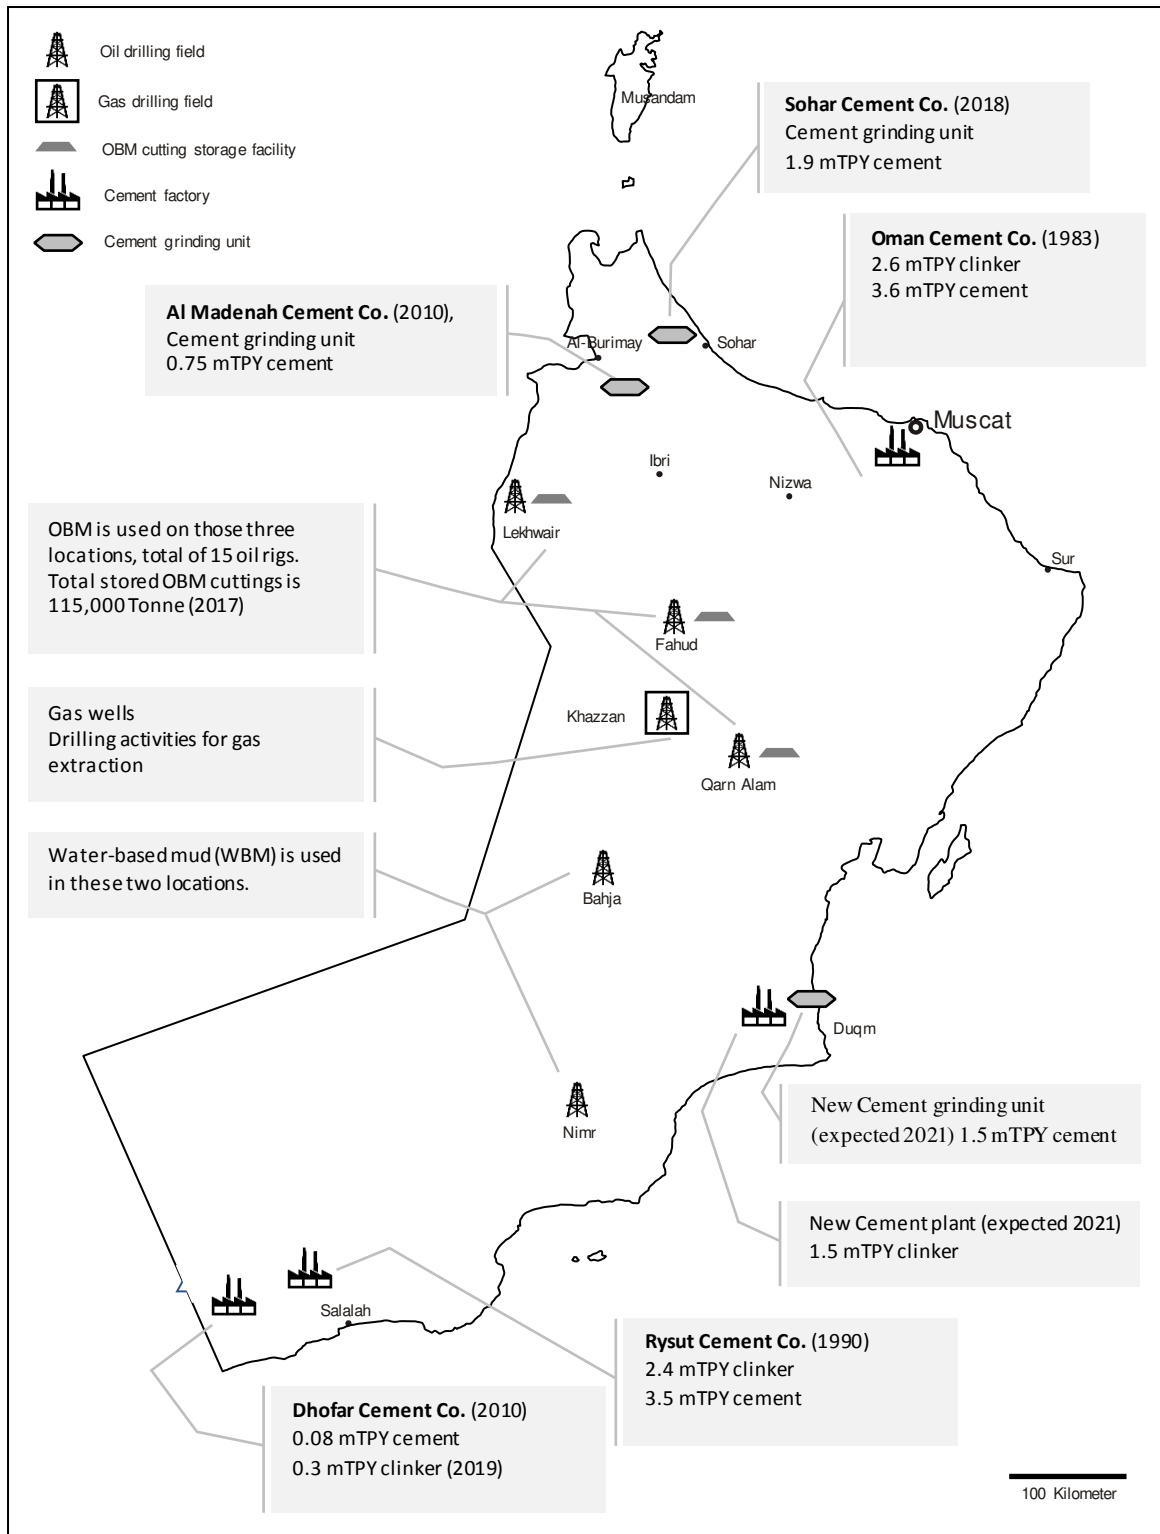 Oil drilling field
Gas drilling field
OBM cutting storage facility
Cement factory
Cement grinding unit
Musandam
Sohar Cement Co. (2018)
Cement grinding unit
1.9 mTPY cement
Oman Cement Co. (1983)
2.6 mTPY clinker
3.6 mTPY cement
Al Madenah Cement Co. (2010),
Cement grinding unit
0.75 mTPY cement
Al-Burimay
Sohar
Muscat
Ibri
Nizwa
Sur
Lekhwair
OBM is used on those three
locations, total of 15 oil rigs.
Total stored OBM cuttings is
115,000 Tonne (2017)
Fahud
Gas wells
Drilling activities for gas
extraction
Khazzan
Qarn Alam
Water-based mud (WBM) is used
in these two locations.
Bahja
Duqm
Nimr
New Cement grinding unit
(expected 2021) 1.5 mTPY cement
New Cement plant (expected 2021)
1.5 mTPY clinker
Salalah
Rysut Cement Co. (1990)
2.4 mTPY clinker
3.5 mTPY cement
Dhofar Cement Co. (2010)
0.08 mTPY cement
0.3 mTPY clinker (2019)
100 Kilometer